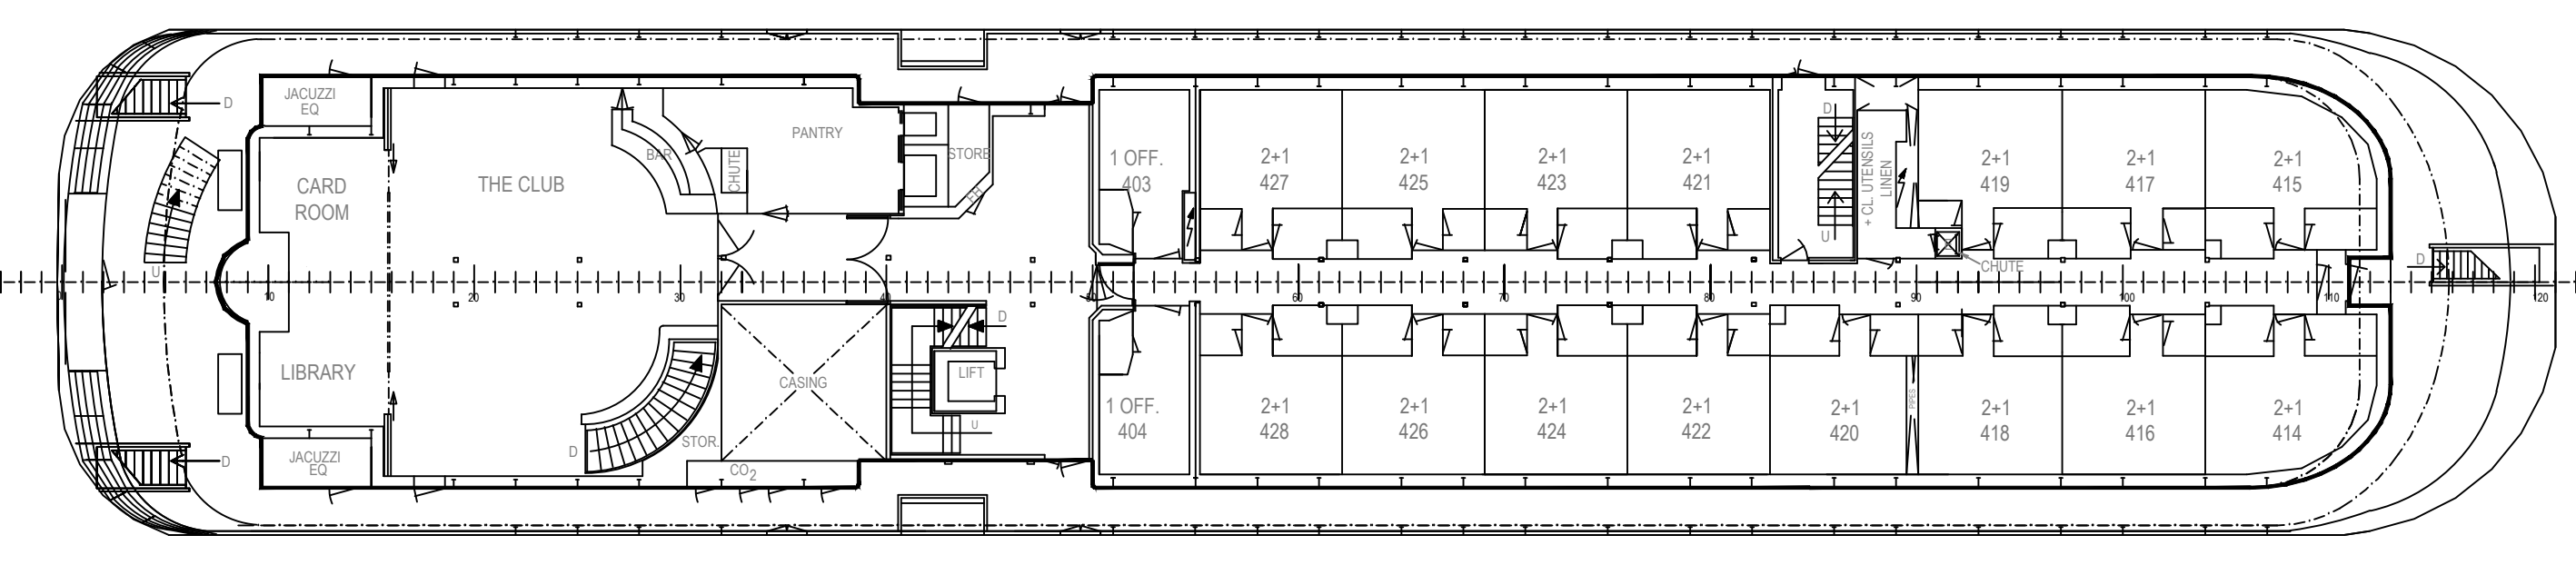 D
JACUZZI
EQ
CARD
ROOM
U
LIBRARY
JACUZZI
EQ
D
THE CLUB
BAR
CHUTE
PANTRY
STORE
EH
CASING
STOR.
CO2
D
LIFT
D
U
1 OFF.
403
2+1
427
2+1
425
2+1
423
2+1
421
D
U
+ CL. UTENSILS
LINEN
CHUTE
2+1
419
2+1
417
2+1
415
D
10
20
30
40
50
60
70
80
90
100
110
120
1 OFF.
404
2+1
428
2+1
426
2+1
424
2+1
422
2+1
420
PIPES
2+1
418
2+1
416
2+1
414